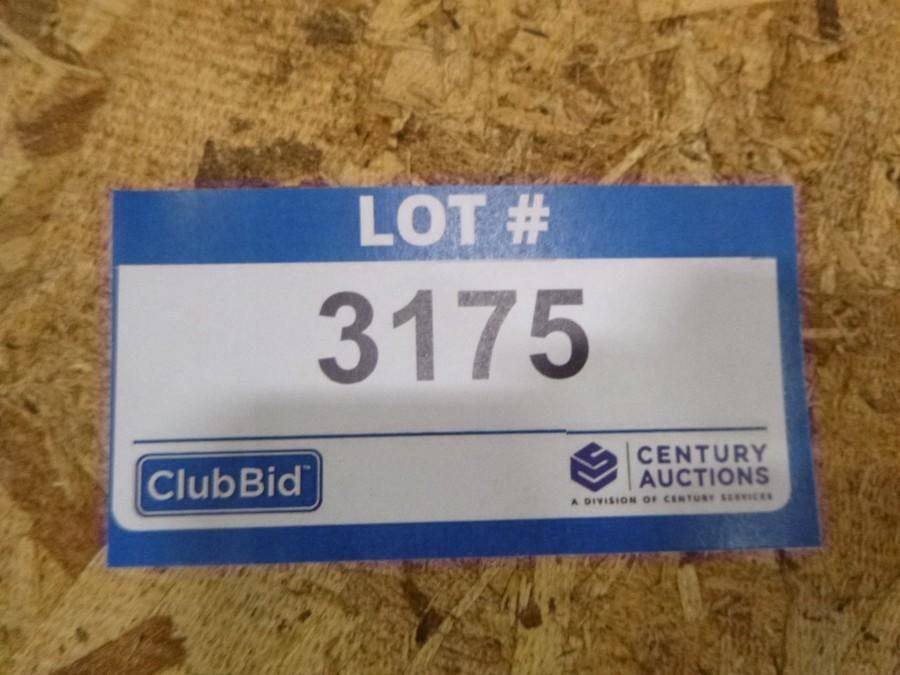 LOT #
3175
ClubBid™
CENTURY
AUCTIONS
A DIVISION OF CENTURY SERVICES